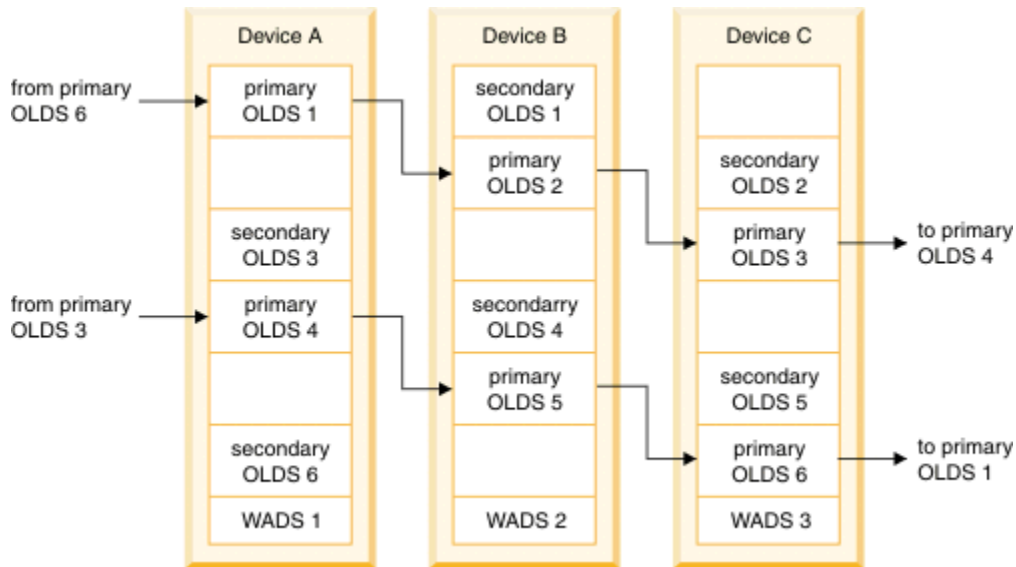 Device A
Device B
Device C
from primary
OLDS 6
primary
OLDS 1
secondary
OLDS 1
primary
OLDS 2
secondary
OLDS 2
secondary
OLDS 3
primary
OLDS 3
to primary
OLDS 4
from primary
OLDS 3
primary
OLDS 4
secondarry
OLDS 4
primary
OLDS 5
secondary
OLDS 5
secondary
OLDS 6
primary
OLDS 6
to primary
OLDS 1
WADS 1
WADS 2
WADS 3